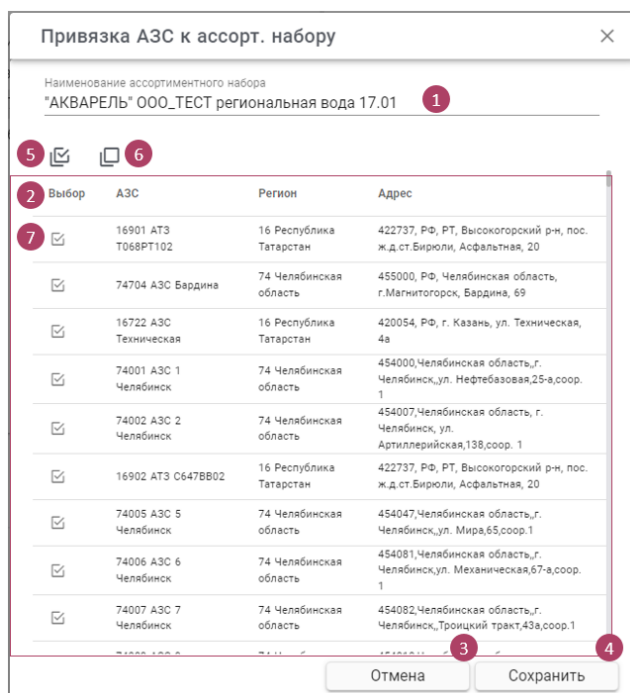 Привязка АЗС к ассорт. набору
Наименование ассортиментного набора
"АКВАРЕЛЬ" ООО_ТЕСТ региональная вода 17.01
1
5
6
2
Выбор
АЗС
Регион
Адрес
7
16901 АТЗ
Т068РТ102
16 Республика
Татарстан
422737, РФ, РТ, Высокогорский р-н, пос.
ж.д.ст.Бирюли, Асфальтная, 20
74704 АЗС Бардина
74 Челябинская
область
455000, РФ, Челябинская область,
г.Магнитогорск, Бардина, 69
16722 АЗС
Техническая
16 Республика
Татарстан
420054, РФ, г. Казань, ул. Техническая,
4а
74001 АЗС 1
Челябинск
74 Челябинская
область
454000,Челябинская область,,г.
Челябинск,,ул. Нефтебазовая,25-а,соор.
1
74002 АЗС 2
Челябинск
74 Челябинская
область
454007,Челябинская область, г.
Челябинск, ул.
Артиллерийская,138,соор. 1
16902 АТЗ С647ВВ02
16 Республика
Татарстан
422737, РФ, РТ, Высокогорский р-н, пос.
ж.д.ст.Бирюли, Асфальтная, 20
74005 АЗС 5
Челябинск
74 Челябинская
область
454047,Челябинская область,,г.
Челябинск,,ул. Мира,65,соор.1
74006 АЗС 6
Челябинск
74 Челябинская
область
454081,Челябинская область,,г.
Челябинск,ул. Механическая,67-а,соор.
1
74007 АЗС 7
Челябинск
74 Челябинская
область
454082,Челябинская область,,г.
Челябинск,,Троицкий тракт,43а,соор.1
3
4
Отмена
Сохранить